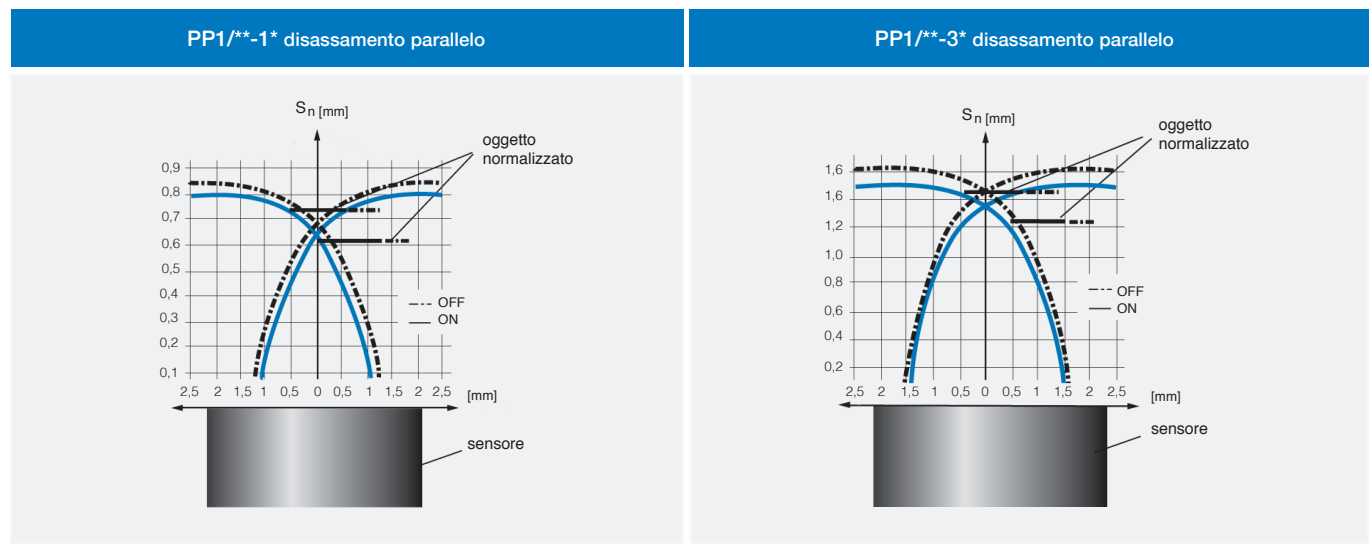 PP1/**-1* disassamento parallelo
Sn [mm]
oggetto
normalizzato
0,9
0,8
0,7
0,6
0,5
0,4
0,3
0,2
0,1
OFF
ON
2,5 2 1,5 1 0,5 0 0,5 1 1,5 2 2,5 [mm]
sensore
PP1/**-3* disassamento parallelo
Sn [mm]
oggetto
normalizzato
1,6
1,6
1,2
1,0
0,8
0,6
0,4
0,2
OFF
ON
2,5 2 1,5 1 0,5 0 0,5 1 1,5 2 2,5 [mm]
sensore